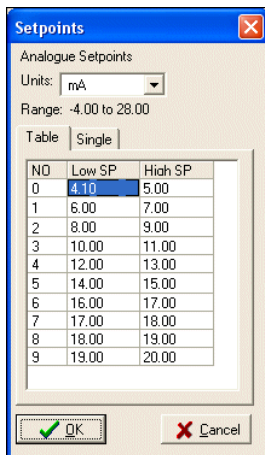 Setpoints
Analogue Setpoints
Units: mA
Range: -4.00 to 28.00
Table Single
NO Low SP High SP
0 4.10 5.00
1 6.00 7.00
2 8.00 9.00
3 10.00 11.00
4 12.00 13.00
5 14.00 15.00
6 16.00 17.00
7 17.00 18.00
8 18.00 19.00
9 19.00 20.00
OK Cancel